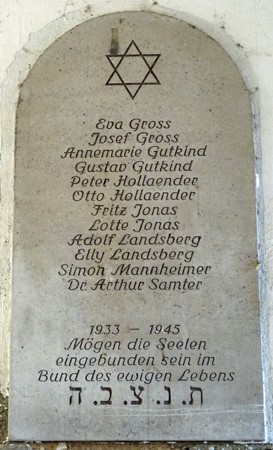 Eva Gross
Josef Gross
Annemarie Gutkind
Gustav Gutkind
Peter Hollaender
Otto Hollaender
Fritz Jonas
Lotte Jonas
Adolf Landsberg
Elly Landsberg
Simon Mannheimer
Dr. Arthur Samter
1933 - 1945
Mögen die Seelen
eingebunden sein im
Bund des ewigen Lebens
ת.נ.צ.ב.ה